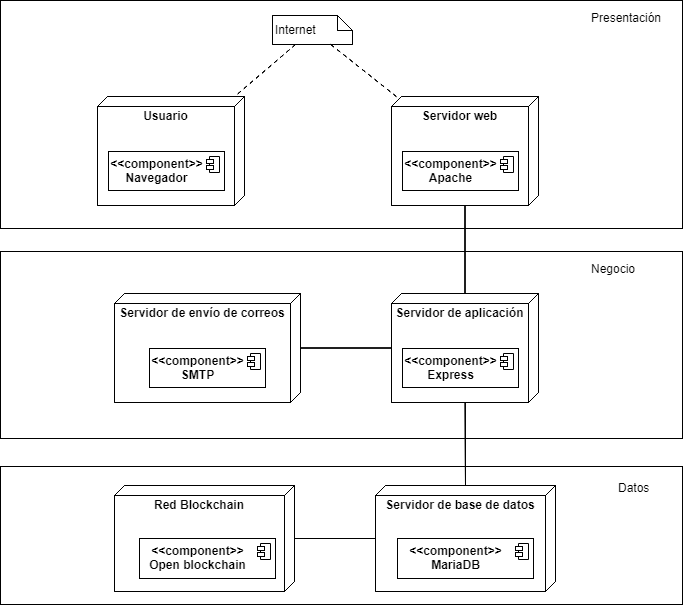 Presentación
Internet
Usuario
<<component>>
Navegador
Servidor web
<<component>>
Apache
Negocio
Servidor de envío de correos
<<component>>
SMTP
Servidor de aplicación
<<component>>
Express
Datos
Red Blockchain
<<component>>
Open blockchain
Servidor de base de datos
<<component>>
MariaDB